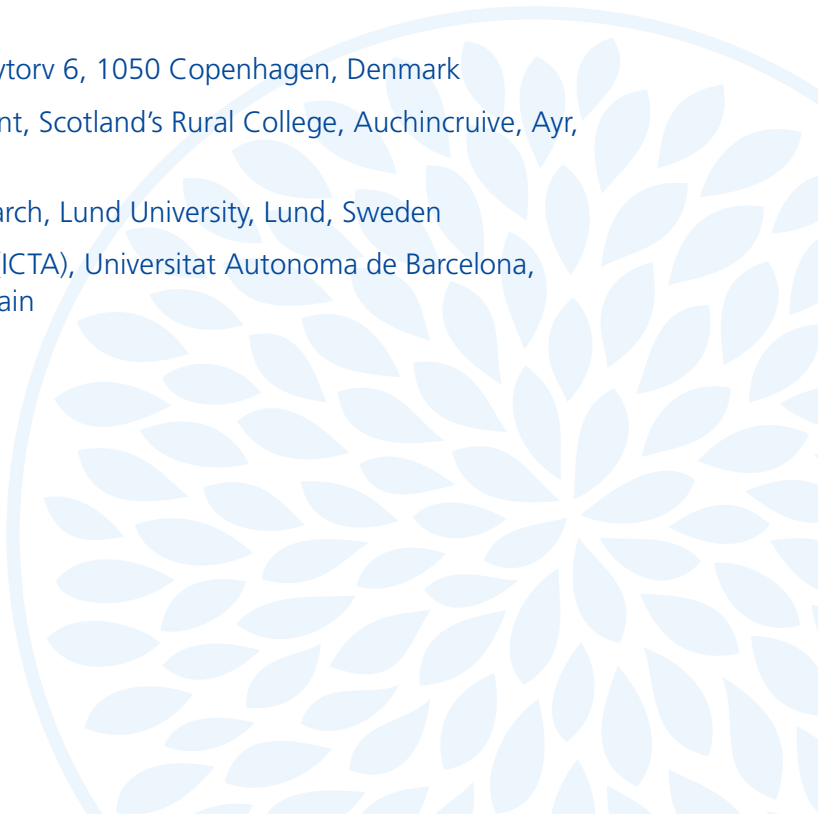 ytorv 6, 1050 Copenhagen, Denmark
nt, Scotland's Rural College, Auchincruive, Ayr,
arch, Lund University, Lund, Sweden
(ICTA), Universitat Autonoma de Barcelona,
ain